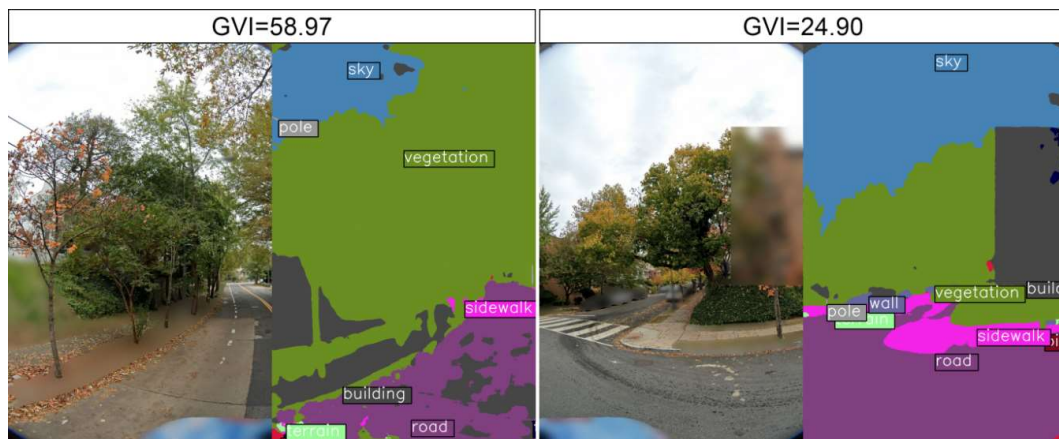 GVI=58.97
GVI=24.90
sky
pole
vegetation
sidewalk
building
terrain
road
sky
vegetation
wall
pole
sidewalk
road